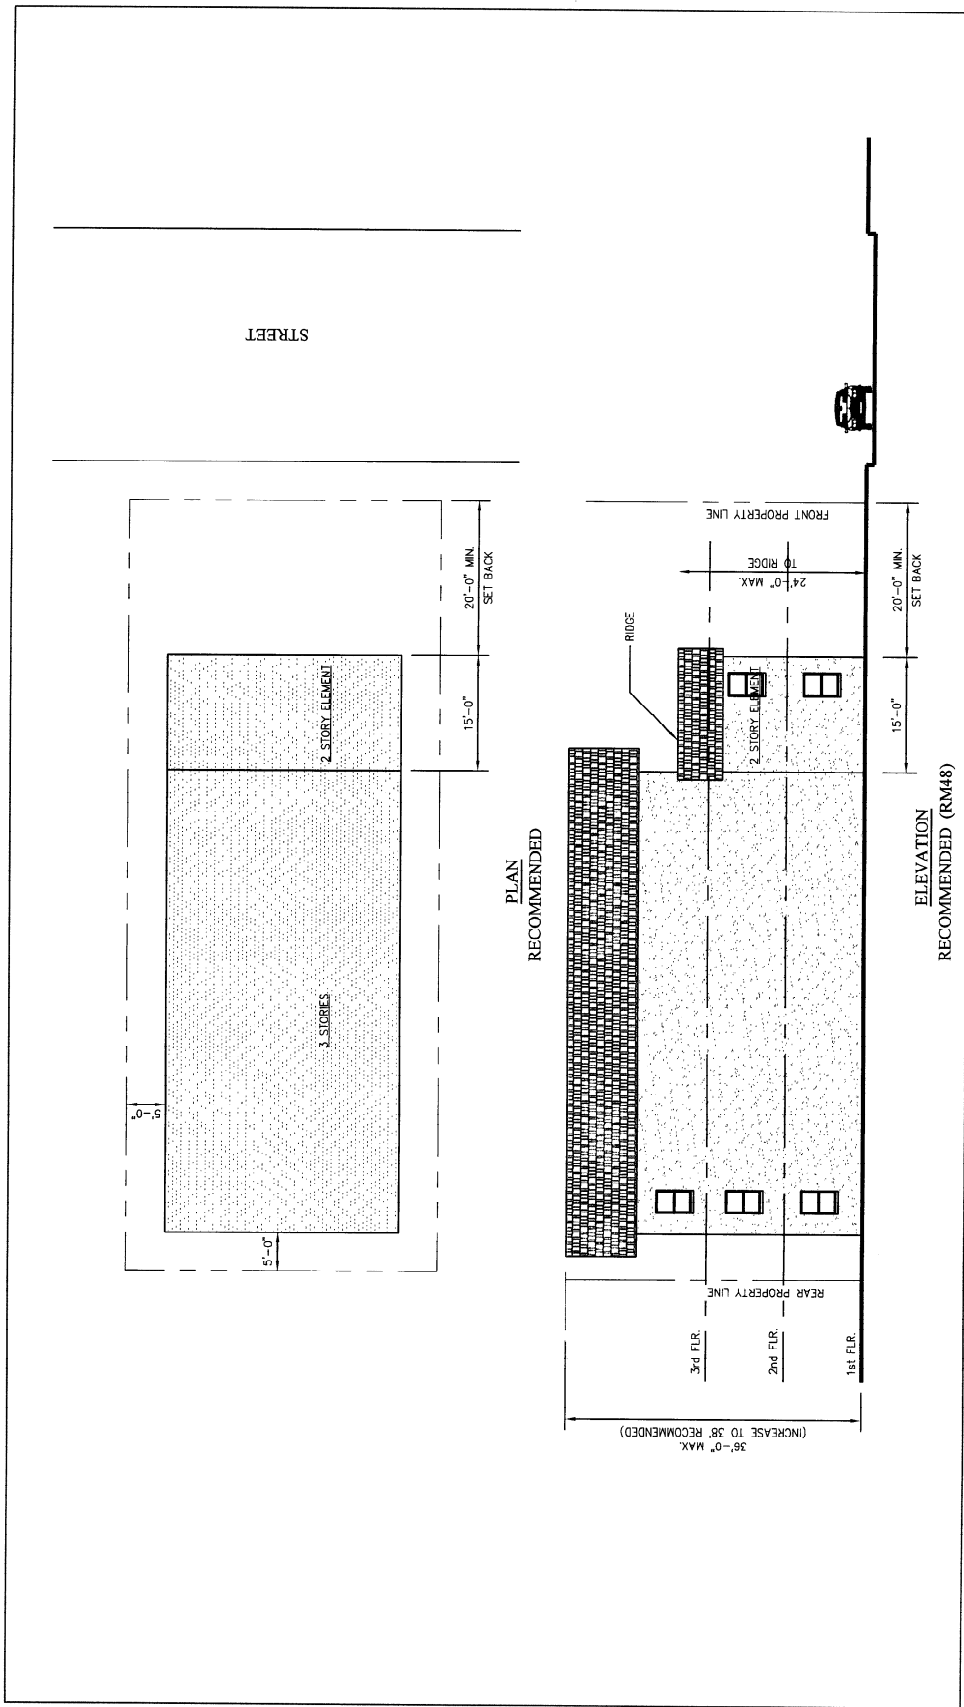 STREET
5'-0"
2 STORY ELEMENT
3 STORIES
20'-0" MIN.
SET BACK
15'-0"
5'-0"
PLAN
RECOMMENDED
FRONT PROPERTY LINE
24'-0" MAX.
TO RIDGE
RIDGE
2 STORY ELEMENT
20'-0" MIN.
SET BACK
15'-0"
REAR PROPERTY LINE
3rd FLR.
2nd FLR.
1st FLR.
36'-0" MAX.
(INCREASE TO 38' RECOMMENDED)
ELEVATION
RECOMMENDED (RM48)